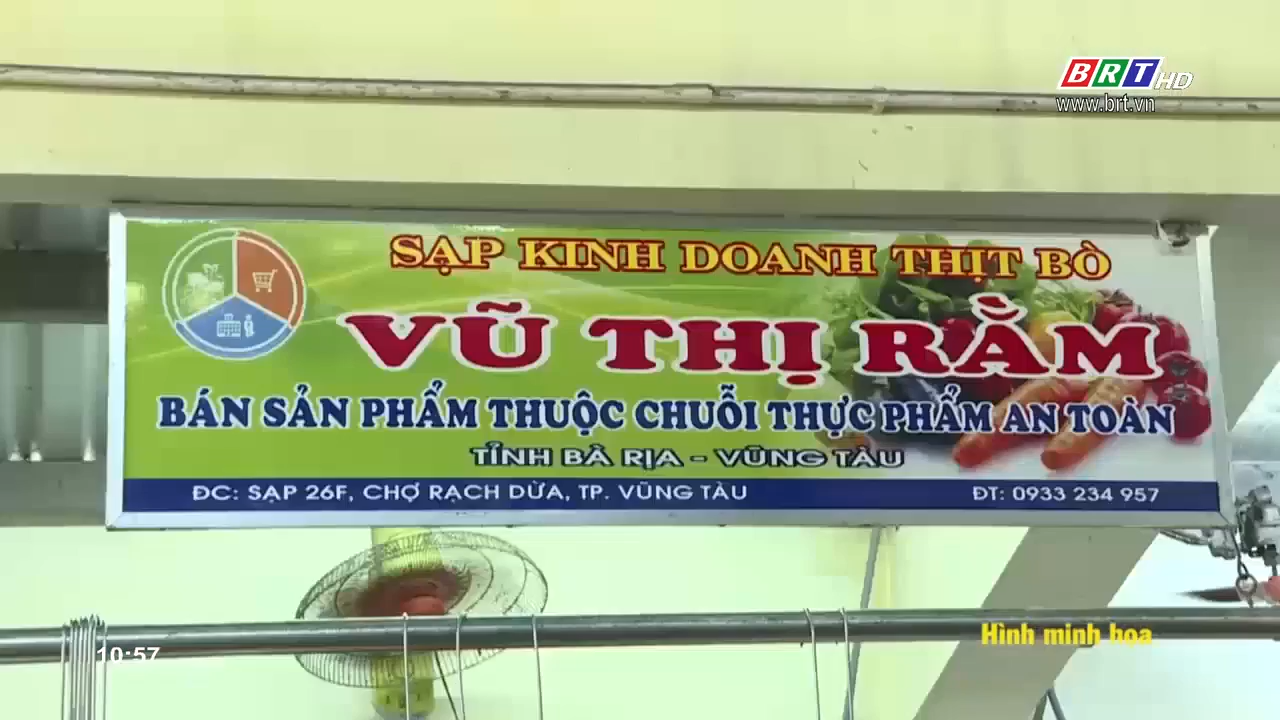 BRT HD
www.brt.vn
SẠP KINH DOANH THỊT BÒ
VŨ THỊ RẰM
BÁN SẢN PHẨM THUỘC CHUỖI THỰC PHẨM AN TOÀN
TỈNH BÀ RỊA - VŨNG TÀU
ĐC: SẠP 26F, CHỢ RẠCH DỪA, TP. VŨNG TÀU ĐT: 0933 234 957
Hình minh họa
10:57